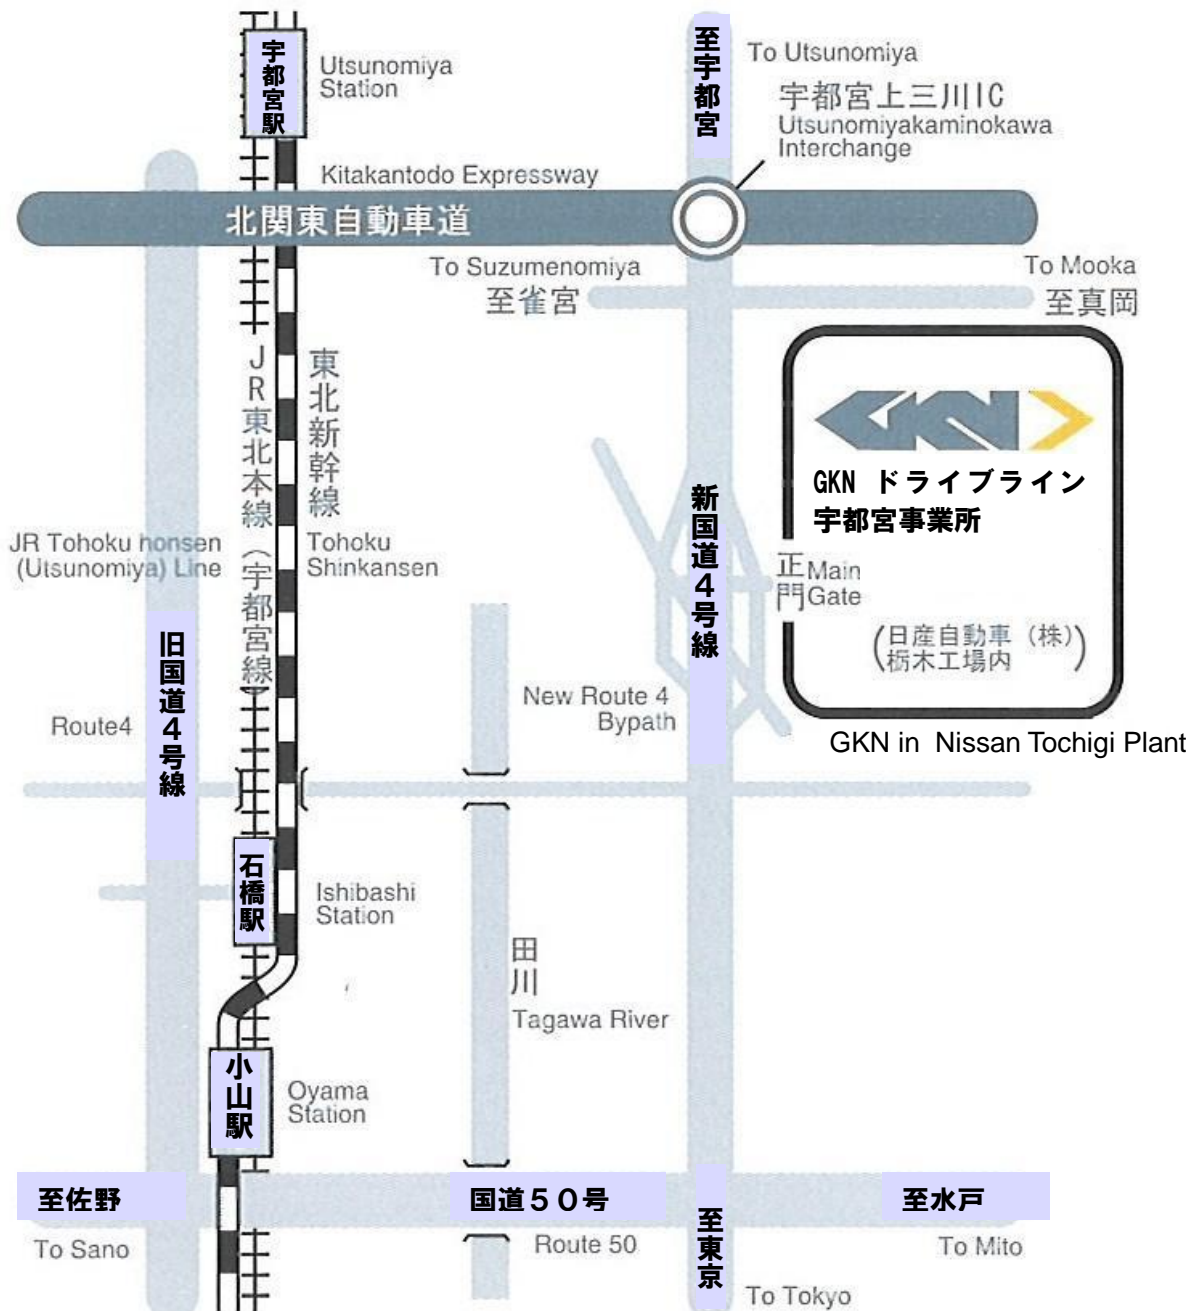 宇都宮駅
Utsunomiya
Station
至宇都宮
To Utsunomiya
宇都宮上三川IC
Utsunomiyakaminokawa
Interchange
Kitakantodo Expressway
北関東自動車道
To Suzumenomiya
至雀宮
To Mooka
至真岡
JR東北本線（宇都宮線）
東北新幹線
JR Tohoku honsen
(Utsunomiya) Line
Tohoku
Shinkansen
新国道4号線
GKN
GKN ドライブライン
宇都宮事業所
正門
Main
Gate
(日産自動車（株）
栃木工場内)
GKN in Nissan Tochigi Plant
旧国道4号線
Route4
New Route 4
Bypath
石橋駅
Ishibashi
Station
田川
Tagawa River
小山駅
Oyama
Station
至佐野
国道50号
至水戸
To Sano
Route 50
To Mito
至東京
To Tokyo